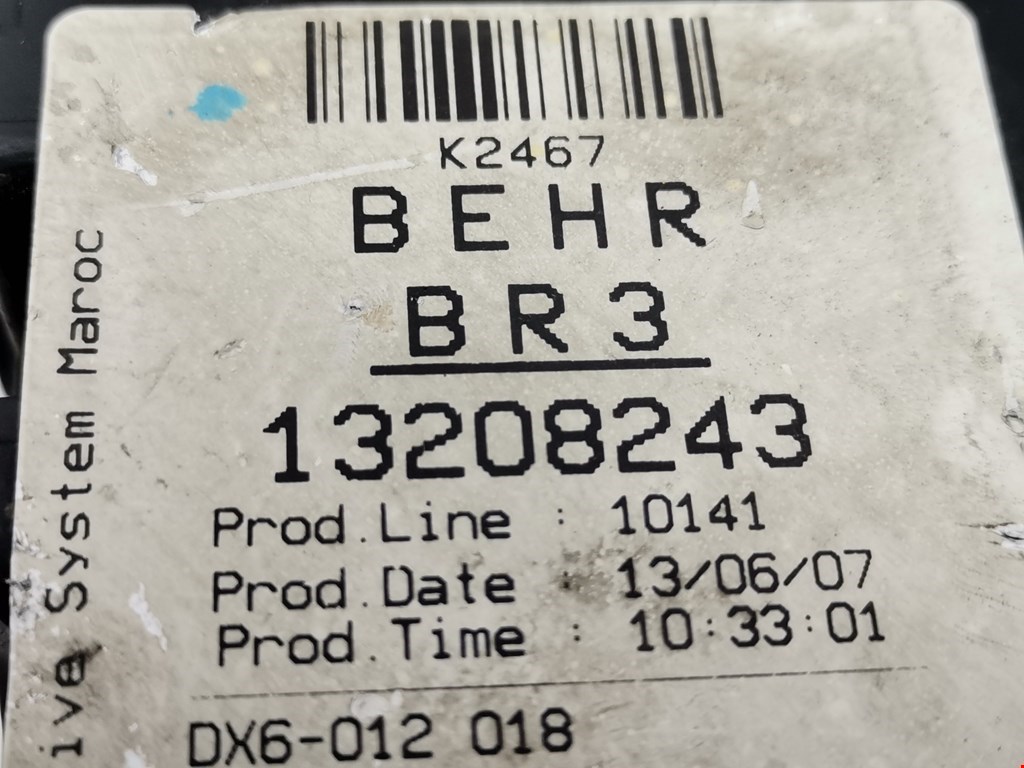 K2467
BEHR
BR3
13208243
Prod.Line : 10141
Prod.Date : 13/06/07
Prod.Time : 10:33:01
DX6-012 018
ive System Maroc